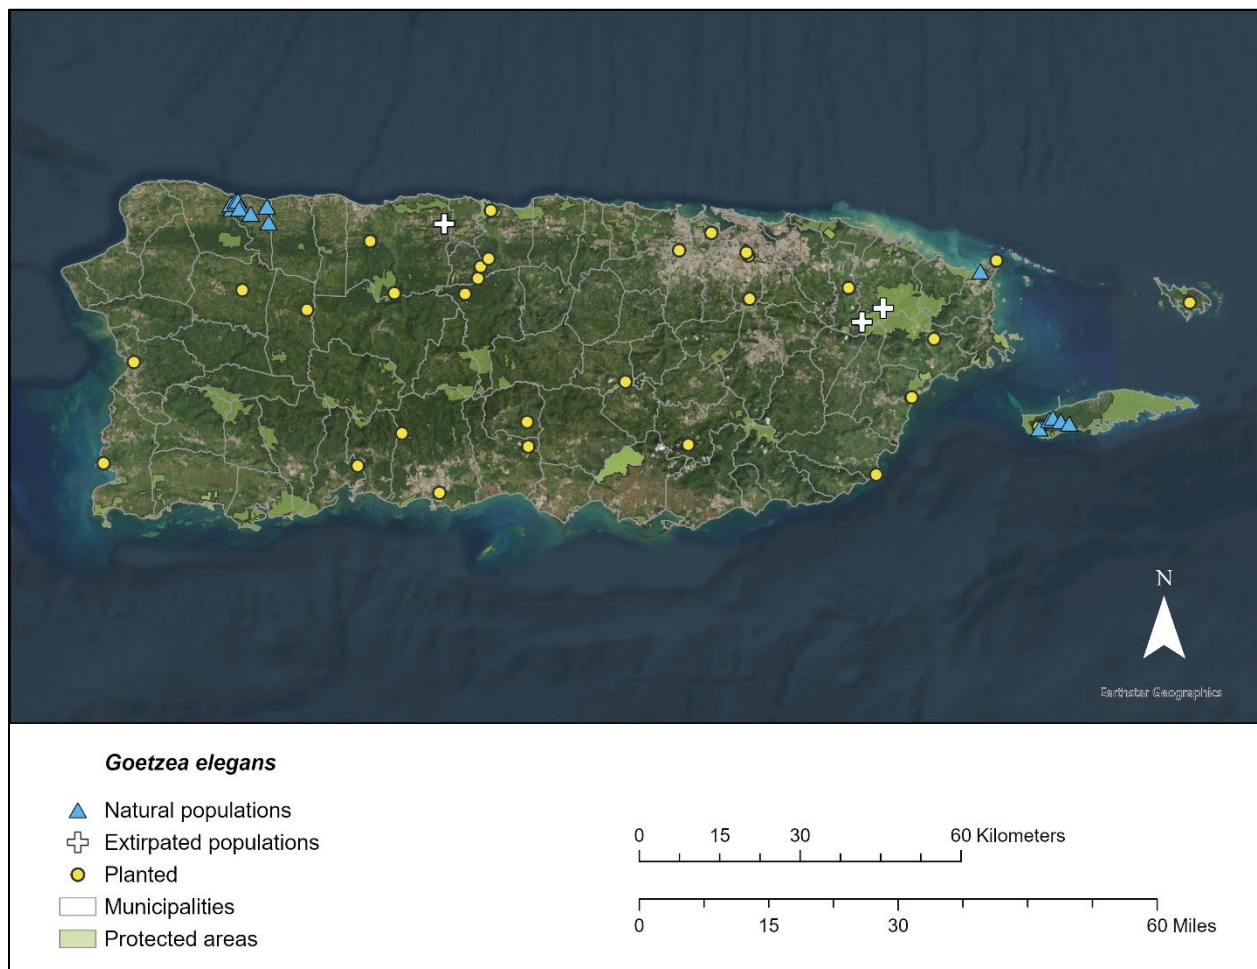 N
Earthstar Geographics
Goetzea elegans
Natural populations
Extirpated populations
Planted
Municipalities
Protected areas
0 15 30 60 Kilometers
0 15 30 60 Miles